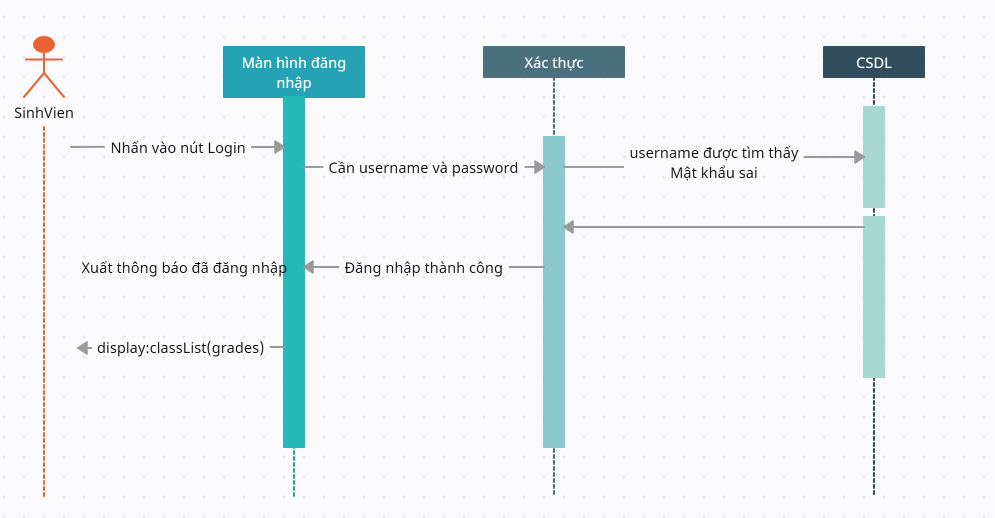 Màn hình đăng
nhập
Xác thực
CSDL
SinhVien
Nhấn vào nút Login
Cần username và password
username được tìm thấy
Mật khẩu sai
Xuất thông báo đã đăng nhập
Đăng nhập thành công
display:classList(grades)